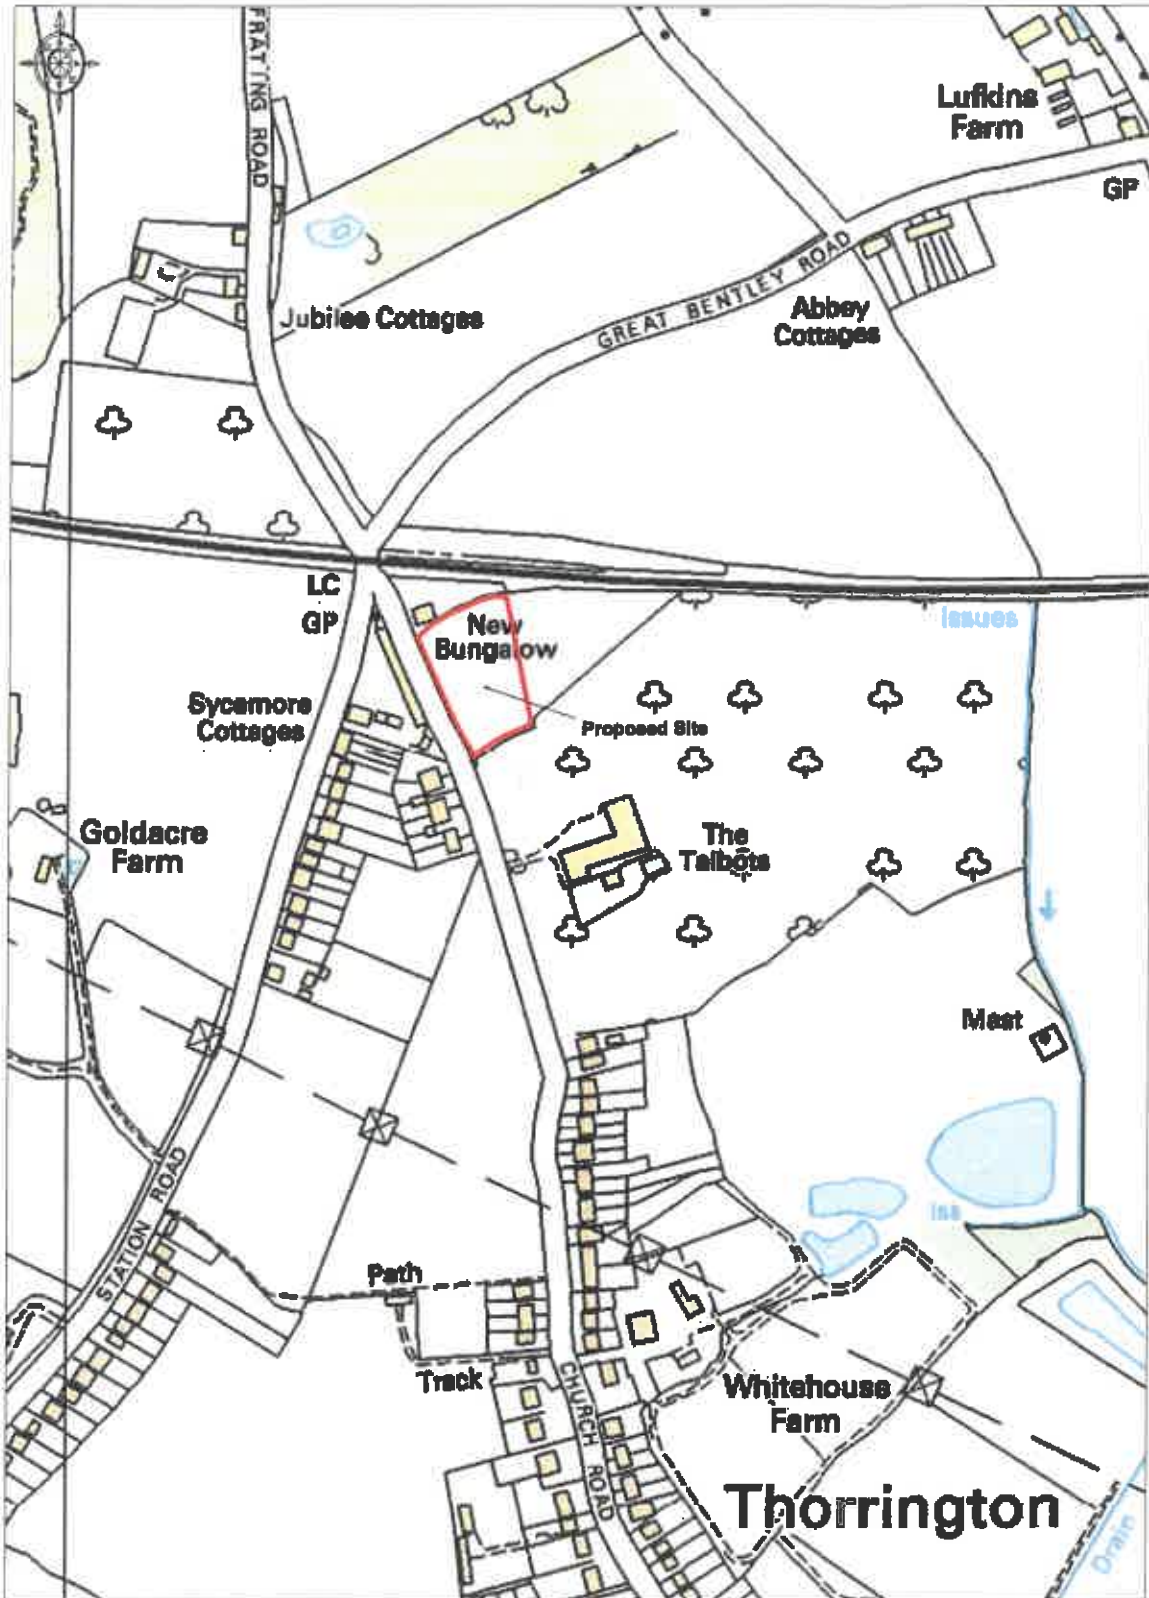 FRATING ROAD
Lufkins
Farm
GP
Jubilee Cottages
GREAT BENTLEY ROAD
Abbey
Cottages
LC
GP
New
Bungalow
Issues
Sycamore
Cottages
Proposed Site
Goldacre
Farm
The
Talbots
Mast
Iss
STATION ROAD
Path
Track
CHURCH ROAD
Whitehouse
Farm
Thorrington
Drain